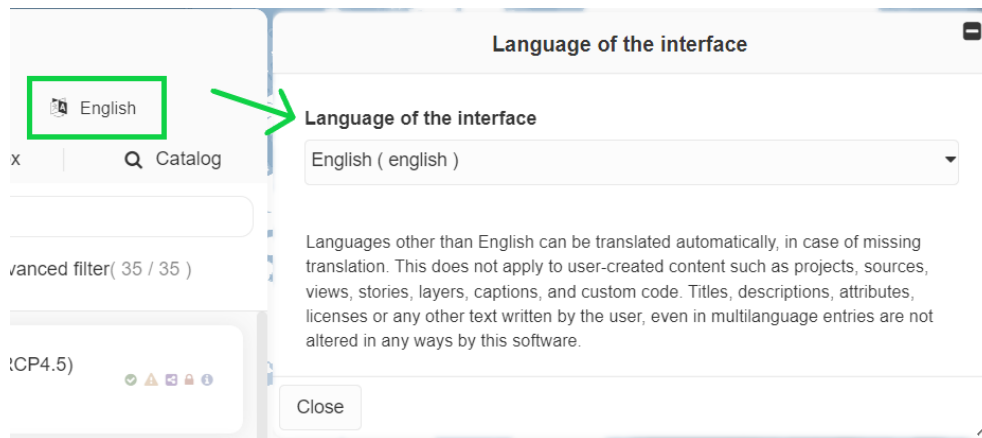 Language of the interface
English
Language of the interface
x
Catalog
English ( english )
vanced filter( 35 / 35 )
Languages other than English can be translated automatically, in case of missing
translation. This does not apply to user-created content such as projects, sources,
views, stories, layers, captions, and custom code. Titles, descriptions, attributes,
licenses or any other text written by the user, even in multilanguage entries are not
altered in any ways by this software.
RCP4.5)
Close